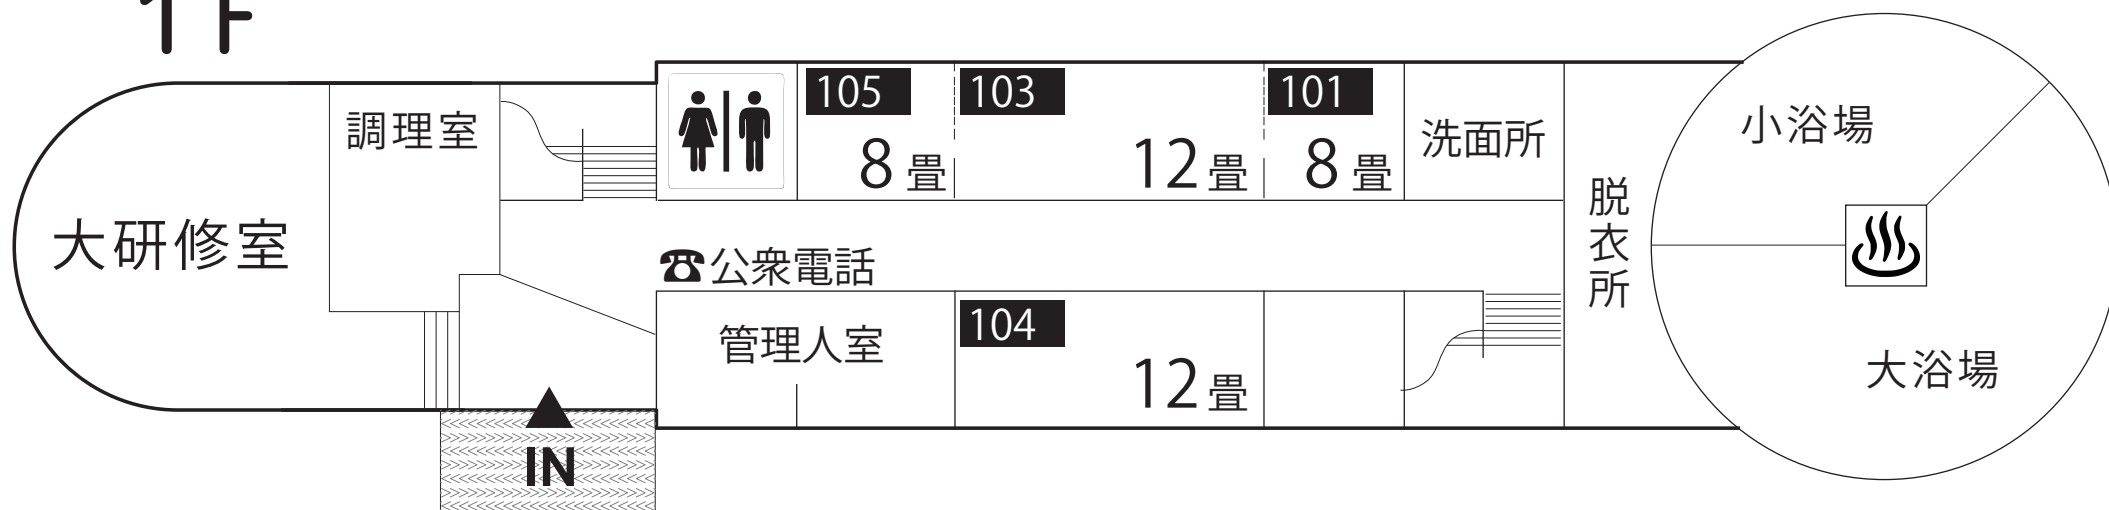 1F
調理室
大研修室
105
8畳
103
12畳
101
8畳
洗面所
脱衣所
小浴場
大浴場
☎公衆電話
管理人室
104
12畳
IN